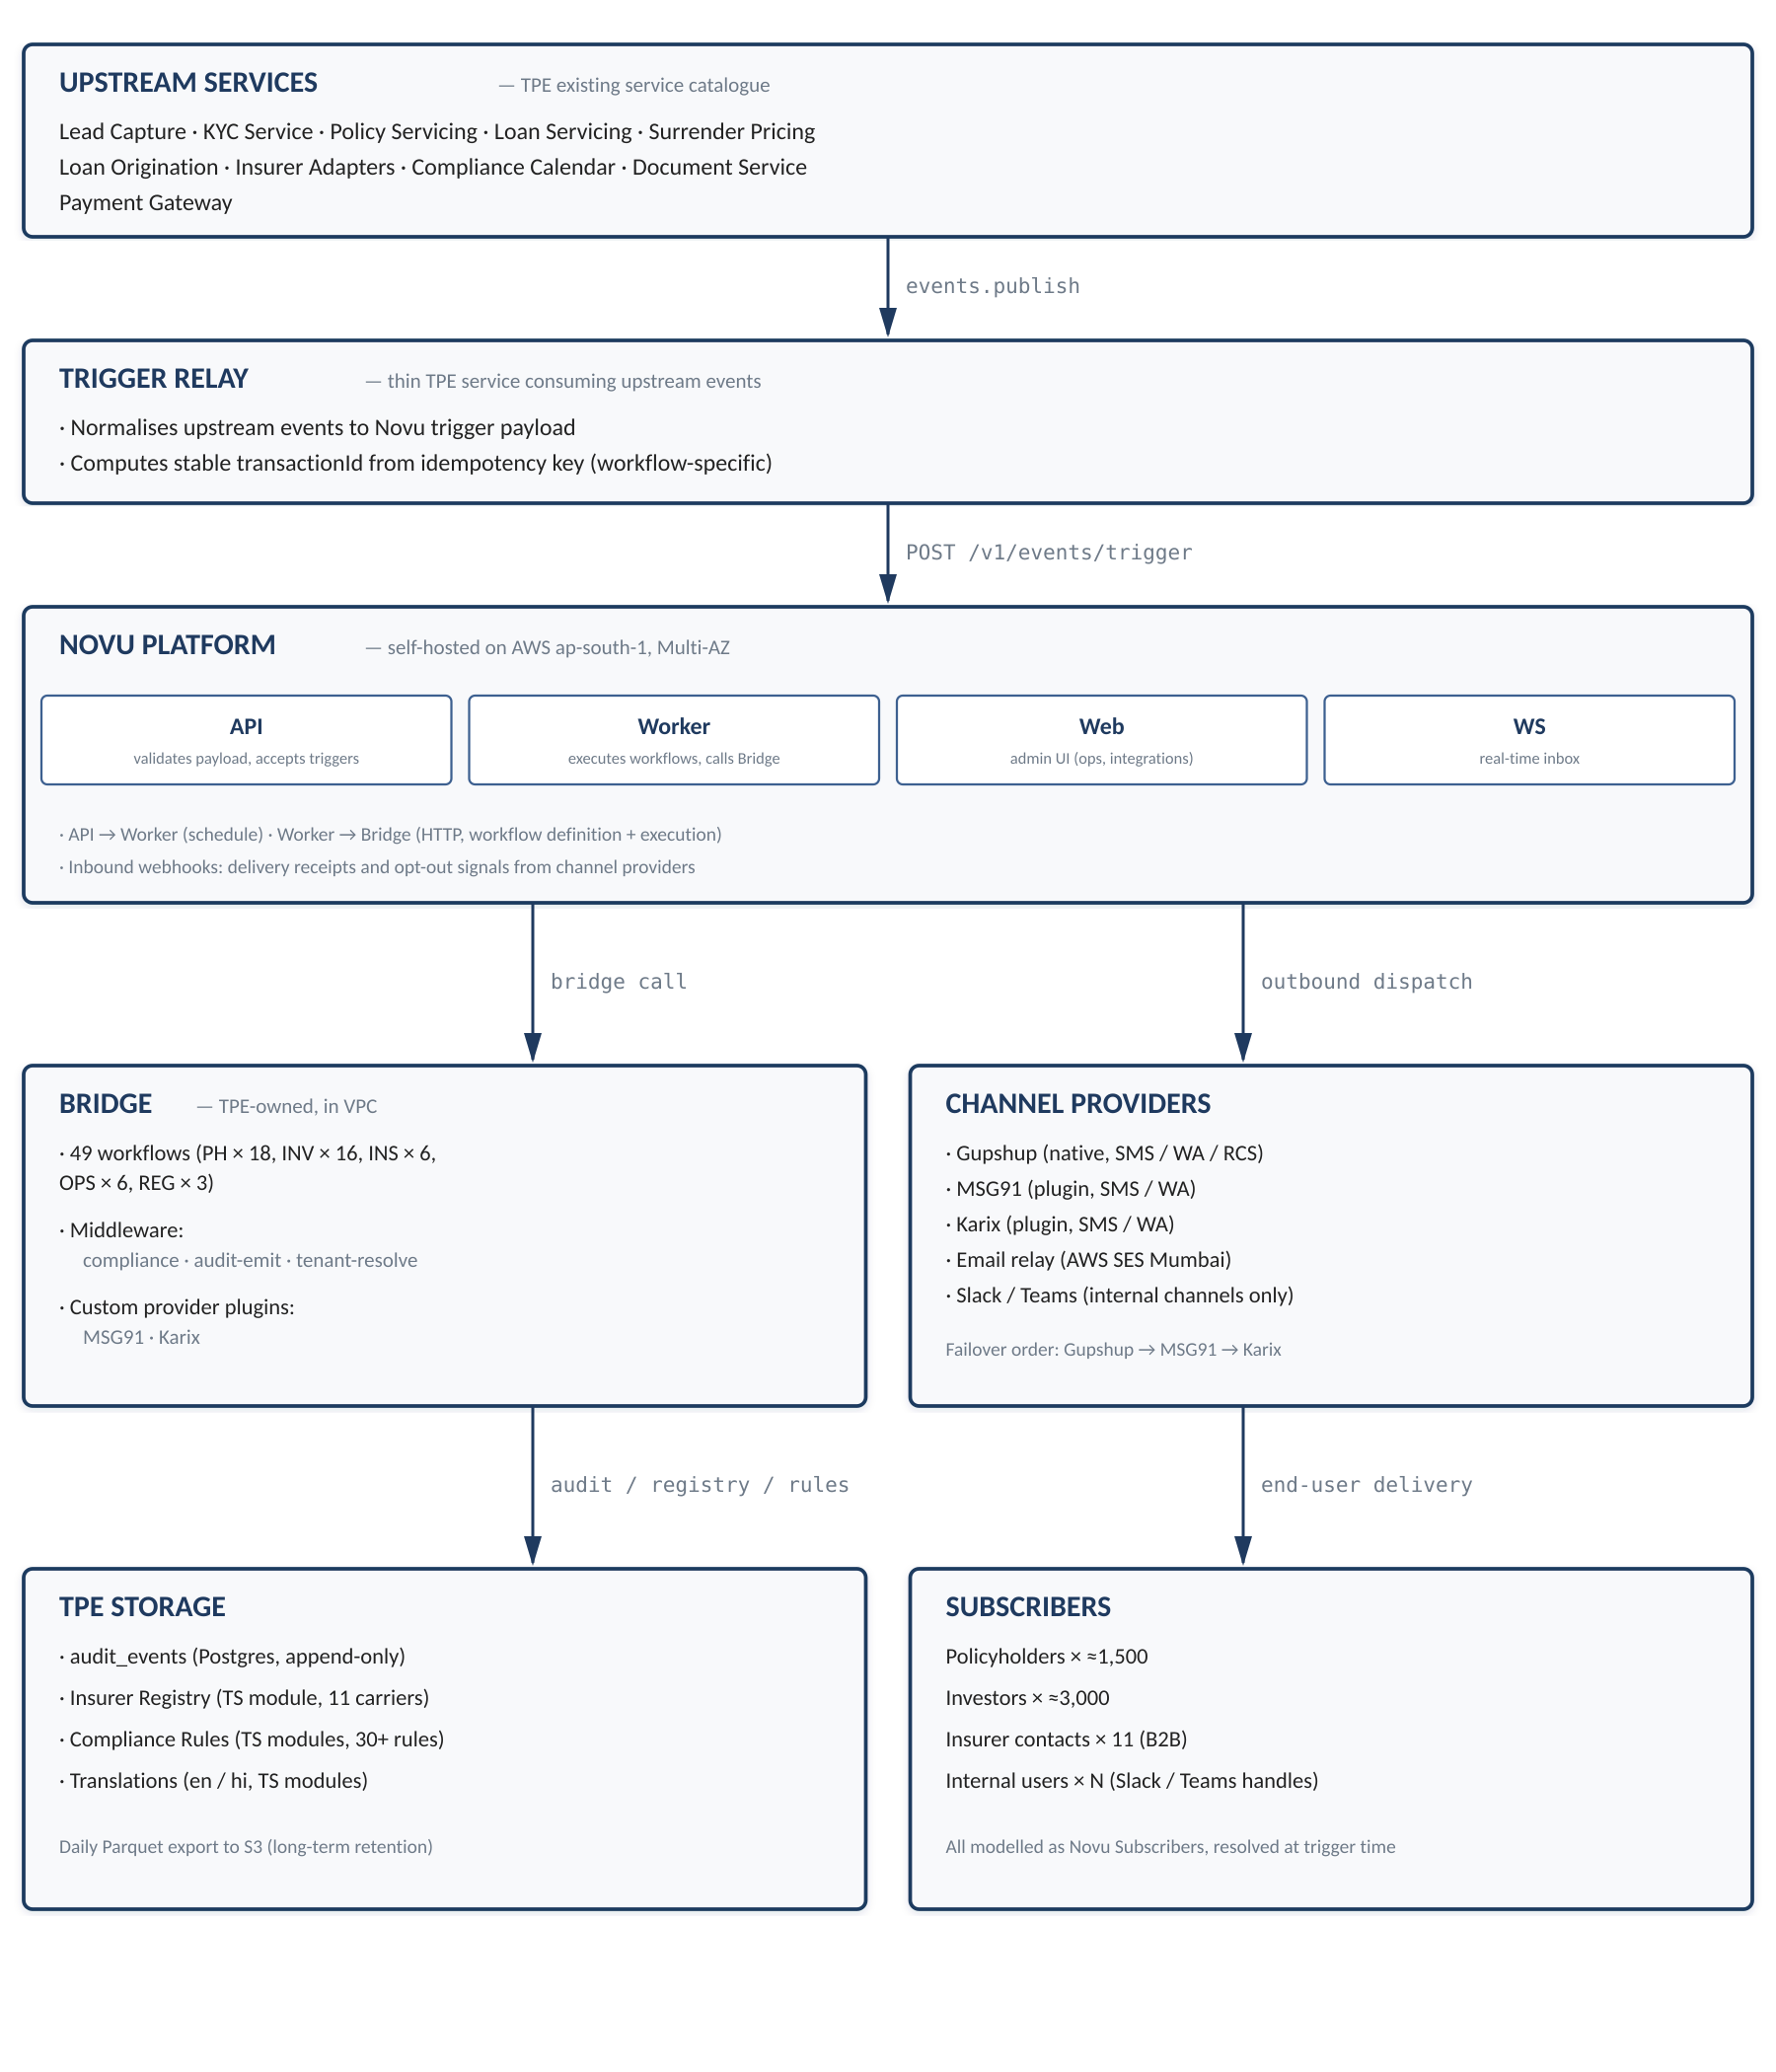 UPSTREAM SERVICES — TPE existing service catalogue
Lead Capture · KYC Service · Policy Servicing · Loan Servicing · Surrender Pricing
Loan Origination · Insurer Adapters · Compliance Calendar · Document Service
Payment Gateway
events.publish
TRIGGER RELAY — thin TPE service consuming upstream events
· Normalises upstream events to Novu trigger payload
· Computes stable transactionId from idempotency key (workflow-specific)
POST /v1/events/trigger
NOVU PLATFORM — self-hosted on AWS ap-south-1, Multi-AZ
API
validates payload, accepts triggers
Worker
executes workflows, calls Bridge
Web
admin UI (ops, integrations)
WS
real-time inbox
· API → Worker (schedule) · Worker → Bridge (HTTP, workflow definition + execution)
· Inbound webhooks: delivery receipts and opt-out signals from channel providers
bridge call
outbound dispatch
BRIDGE — TPE-owned, in VPC
· 49 workflows (PH × 18, INV × 16, INS × 6,
OPS × 6, REG × 3)
· Middleware:
compliance · audit-emit · tenant-resolve
· Custom provider plugins:
MSG91 · Karix
CHANNEL PROVIDERS
· Gupshup (native, SMS / WA / RCS)
· MSG91 (plugin, SMS / WA)
· Karix (plugin, SMS / WA)
· Email relay (AWS SES Mumbai)
· Slack / Teams (internal channels only)
Failover order: Gupshup → MSG91 → Karix
audit / registry / rules
end-user delivery
TPE STORAGE
· audit_events (Postgres, append-only)
· Insurer Registry (TS module, 11 carriers)
· Compliance Rules (TS modules, 30+ rules)
· Translations (en / hi, TS modules)
Daily Parquet export to S3 (long-term retention)
SUBSCRIBERS
Policyholders × ≈1,500
Investors × ≈3,000
Insurer contacts × 11 (B2B)
Internal users × N (Slack / Teams handles)
All modelled as Novu Subscribers, resolved at trigger time